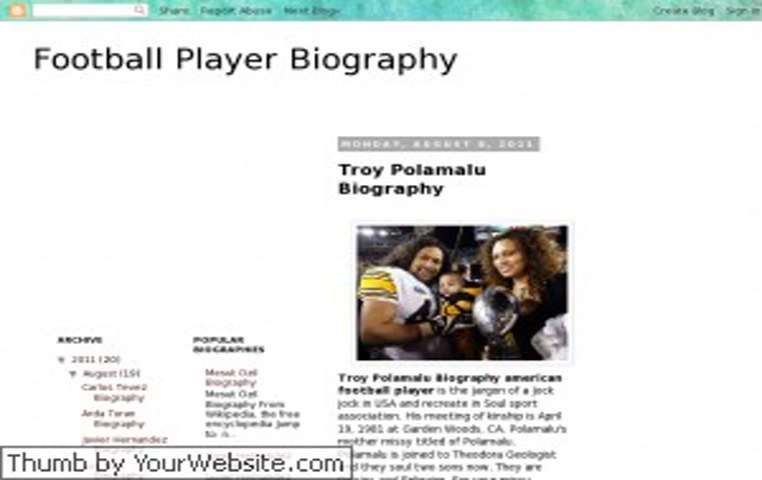 Share Report Abuse Next Blog» Create Blog Sign In
Football Player Biography
MONDAY, AUGUST 8, 2011
Troy Polamalu
Biography
ARCHIVE
▼ 2011 (20)
▼ August (19)
Carlos Tevez
Biography
Arda Turan
Biography
Javier Hernandez
POPULAR
BIOGRAPHIES
Mesut Ozil
Biography
Mesut Ozil
Biography From
Wikipedia, the free
encyclopedia Jump
to: n...
Troy Polamalu Biography american
football player is the jargon of a jock
jock in USA and recreate in Soul sport
association. His meeting of kinship is April
19, 1981 at Garden Woods, CA. Polamalu's
mother missy titled of Polamalu.
Polamalu is joined to Theodora Geologist
and they soul two sons now. They are
Thumb by YourWebsite.com